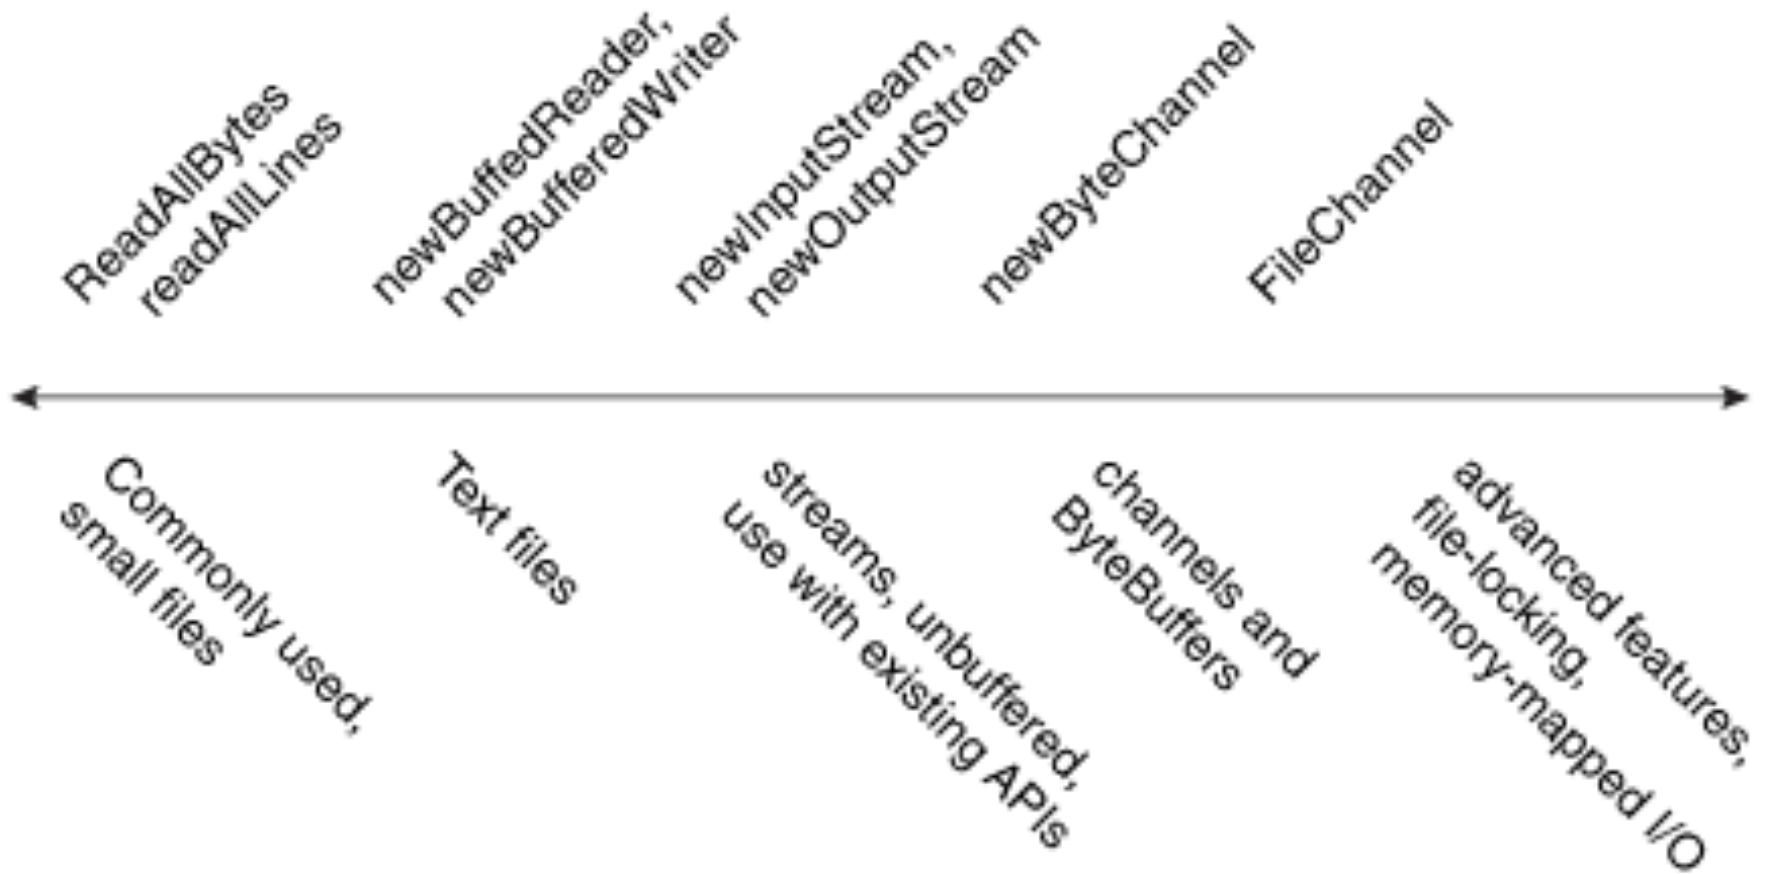 ReadAllBytes
readAllLines
newBuffedReader,
newBufferedWriter
newInputStream,
newOutputStream
newByteChannel
FileChannel
Commonly used,
small files
Text files
streams, unbuffered,
use with existing APIs
channels and
ByteBuffers
advanced features,
file-locking,
memory-mapped I/O